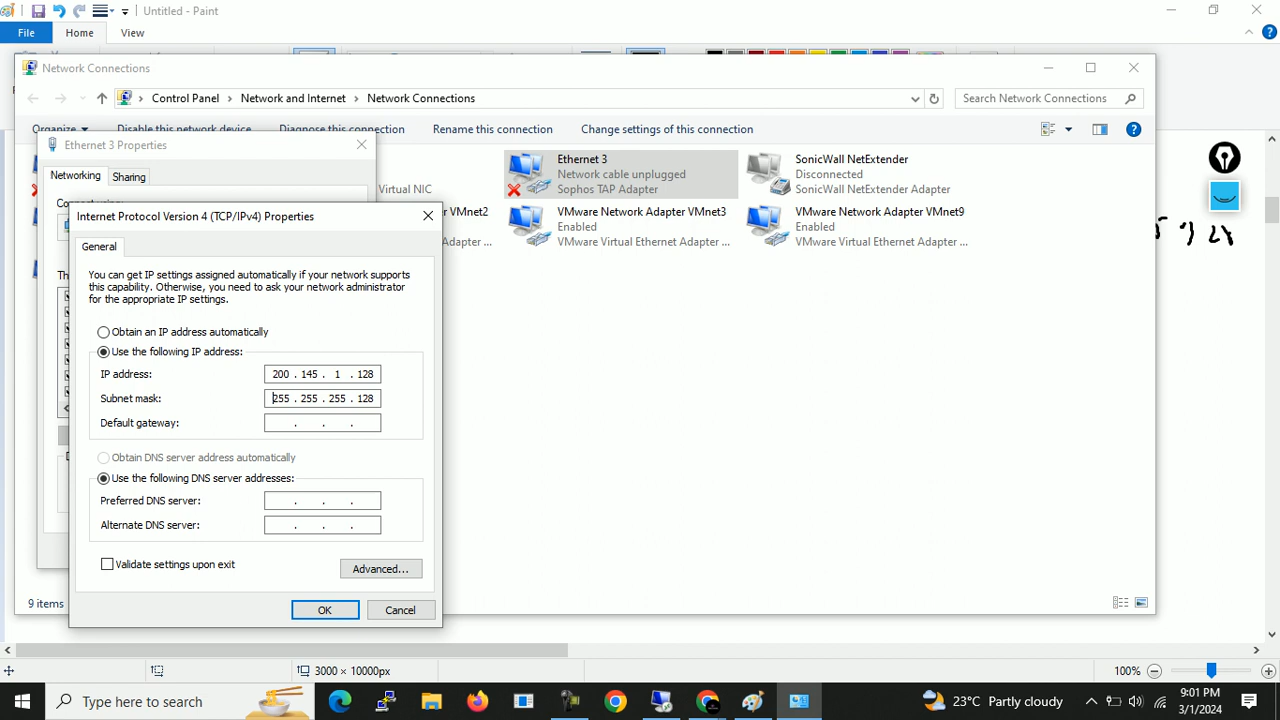 Untitled - Paint
File
Home
View
Network Connections
Control Panel
Network and Internet
Network Connections
Search Network Connections
Organize
Disable this network device
Diagnose this connection
Rename this connection
Change settings of this connection
Ethernet 3 Properties
Networking
Sharing
Virtual NIC
Ethernet 3
Network cable unplugged
Sophos TAP Adapter
SonicWall NetExtender
Disconnected
SonicWall NetExtender Adapter
Adapter VMnet2
Adapter ...
VMware Network Adapter VMnet3
Enabled
VMware Virtual Ethernet Adapter ...
VMware Network Adapter VMnet9
Enabled
VMware Virtual Ethernet Adapter ...
Internet Protocol Version 4 (TCP/IPv4) Properties
General
You can get IP settings assigned automatically if your network supports
this capability. Otherwise, you need to ask your network administrator
for the appropriate IP settings.
Obtain an IP address automatically
Use the following IP address:
IP address:
200 . 145 . 1 . 128
Subnet mask:
255 . 255 . 255 . 128
Default gateway:
. . .
Obtain DNS server address automatically
Use the following DNS server addresses:
Preferred DNS server:
. . .
Alternate DNS server:
. . .
Validate settings upon exit
Advanced...
OK
Cancel
9 items
3000 × 10000px
100%
Type here to search
23°C Partly cloudy
9:01 PM
3/1/2024